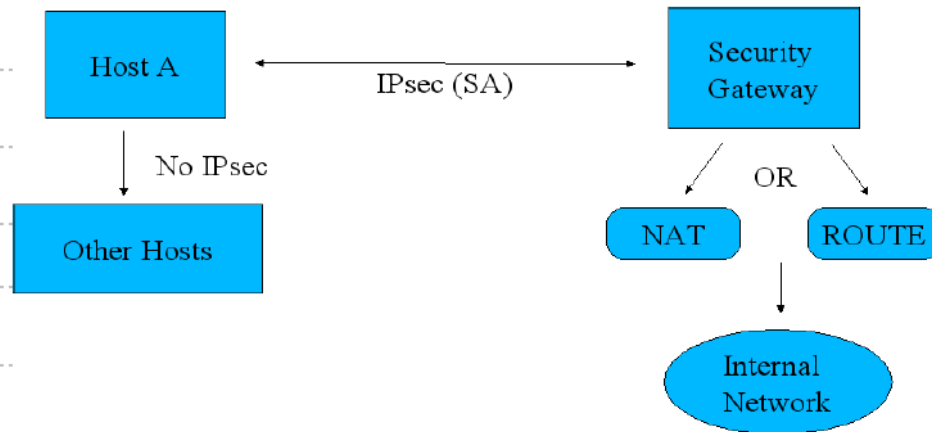 Host A
IPsec (SA)
Security
Gateway
No IPsec
OR
Other Hosts
NAT
ROUTE
Internal
Network